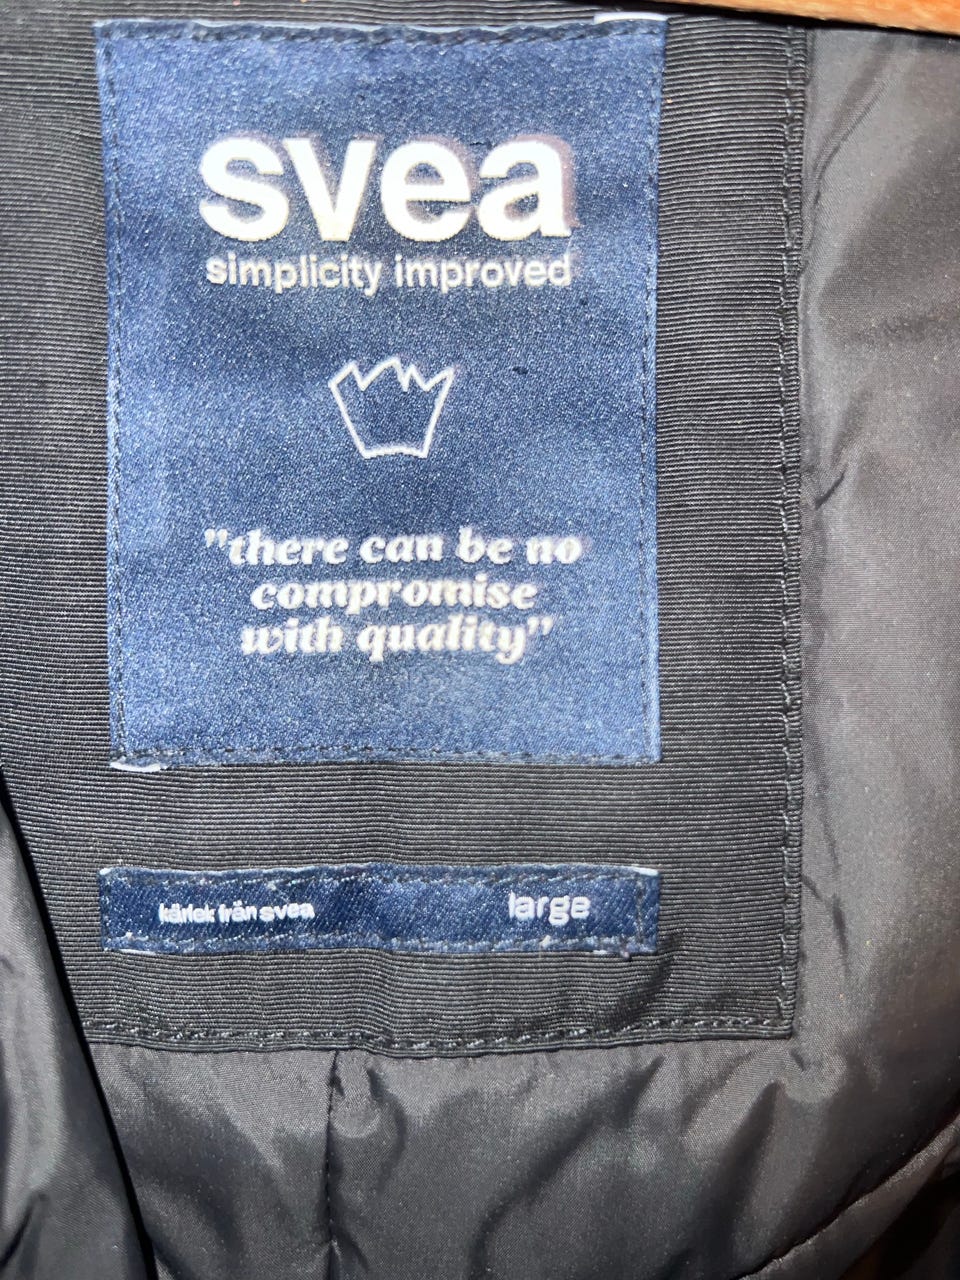 svea
simplicity improved
"there can be no
compromise
with quality"
kärlek från svea large